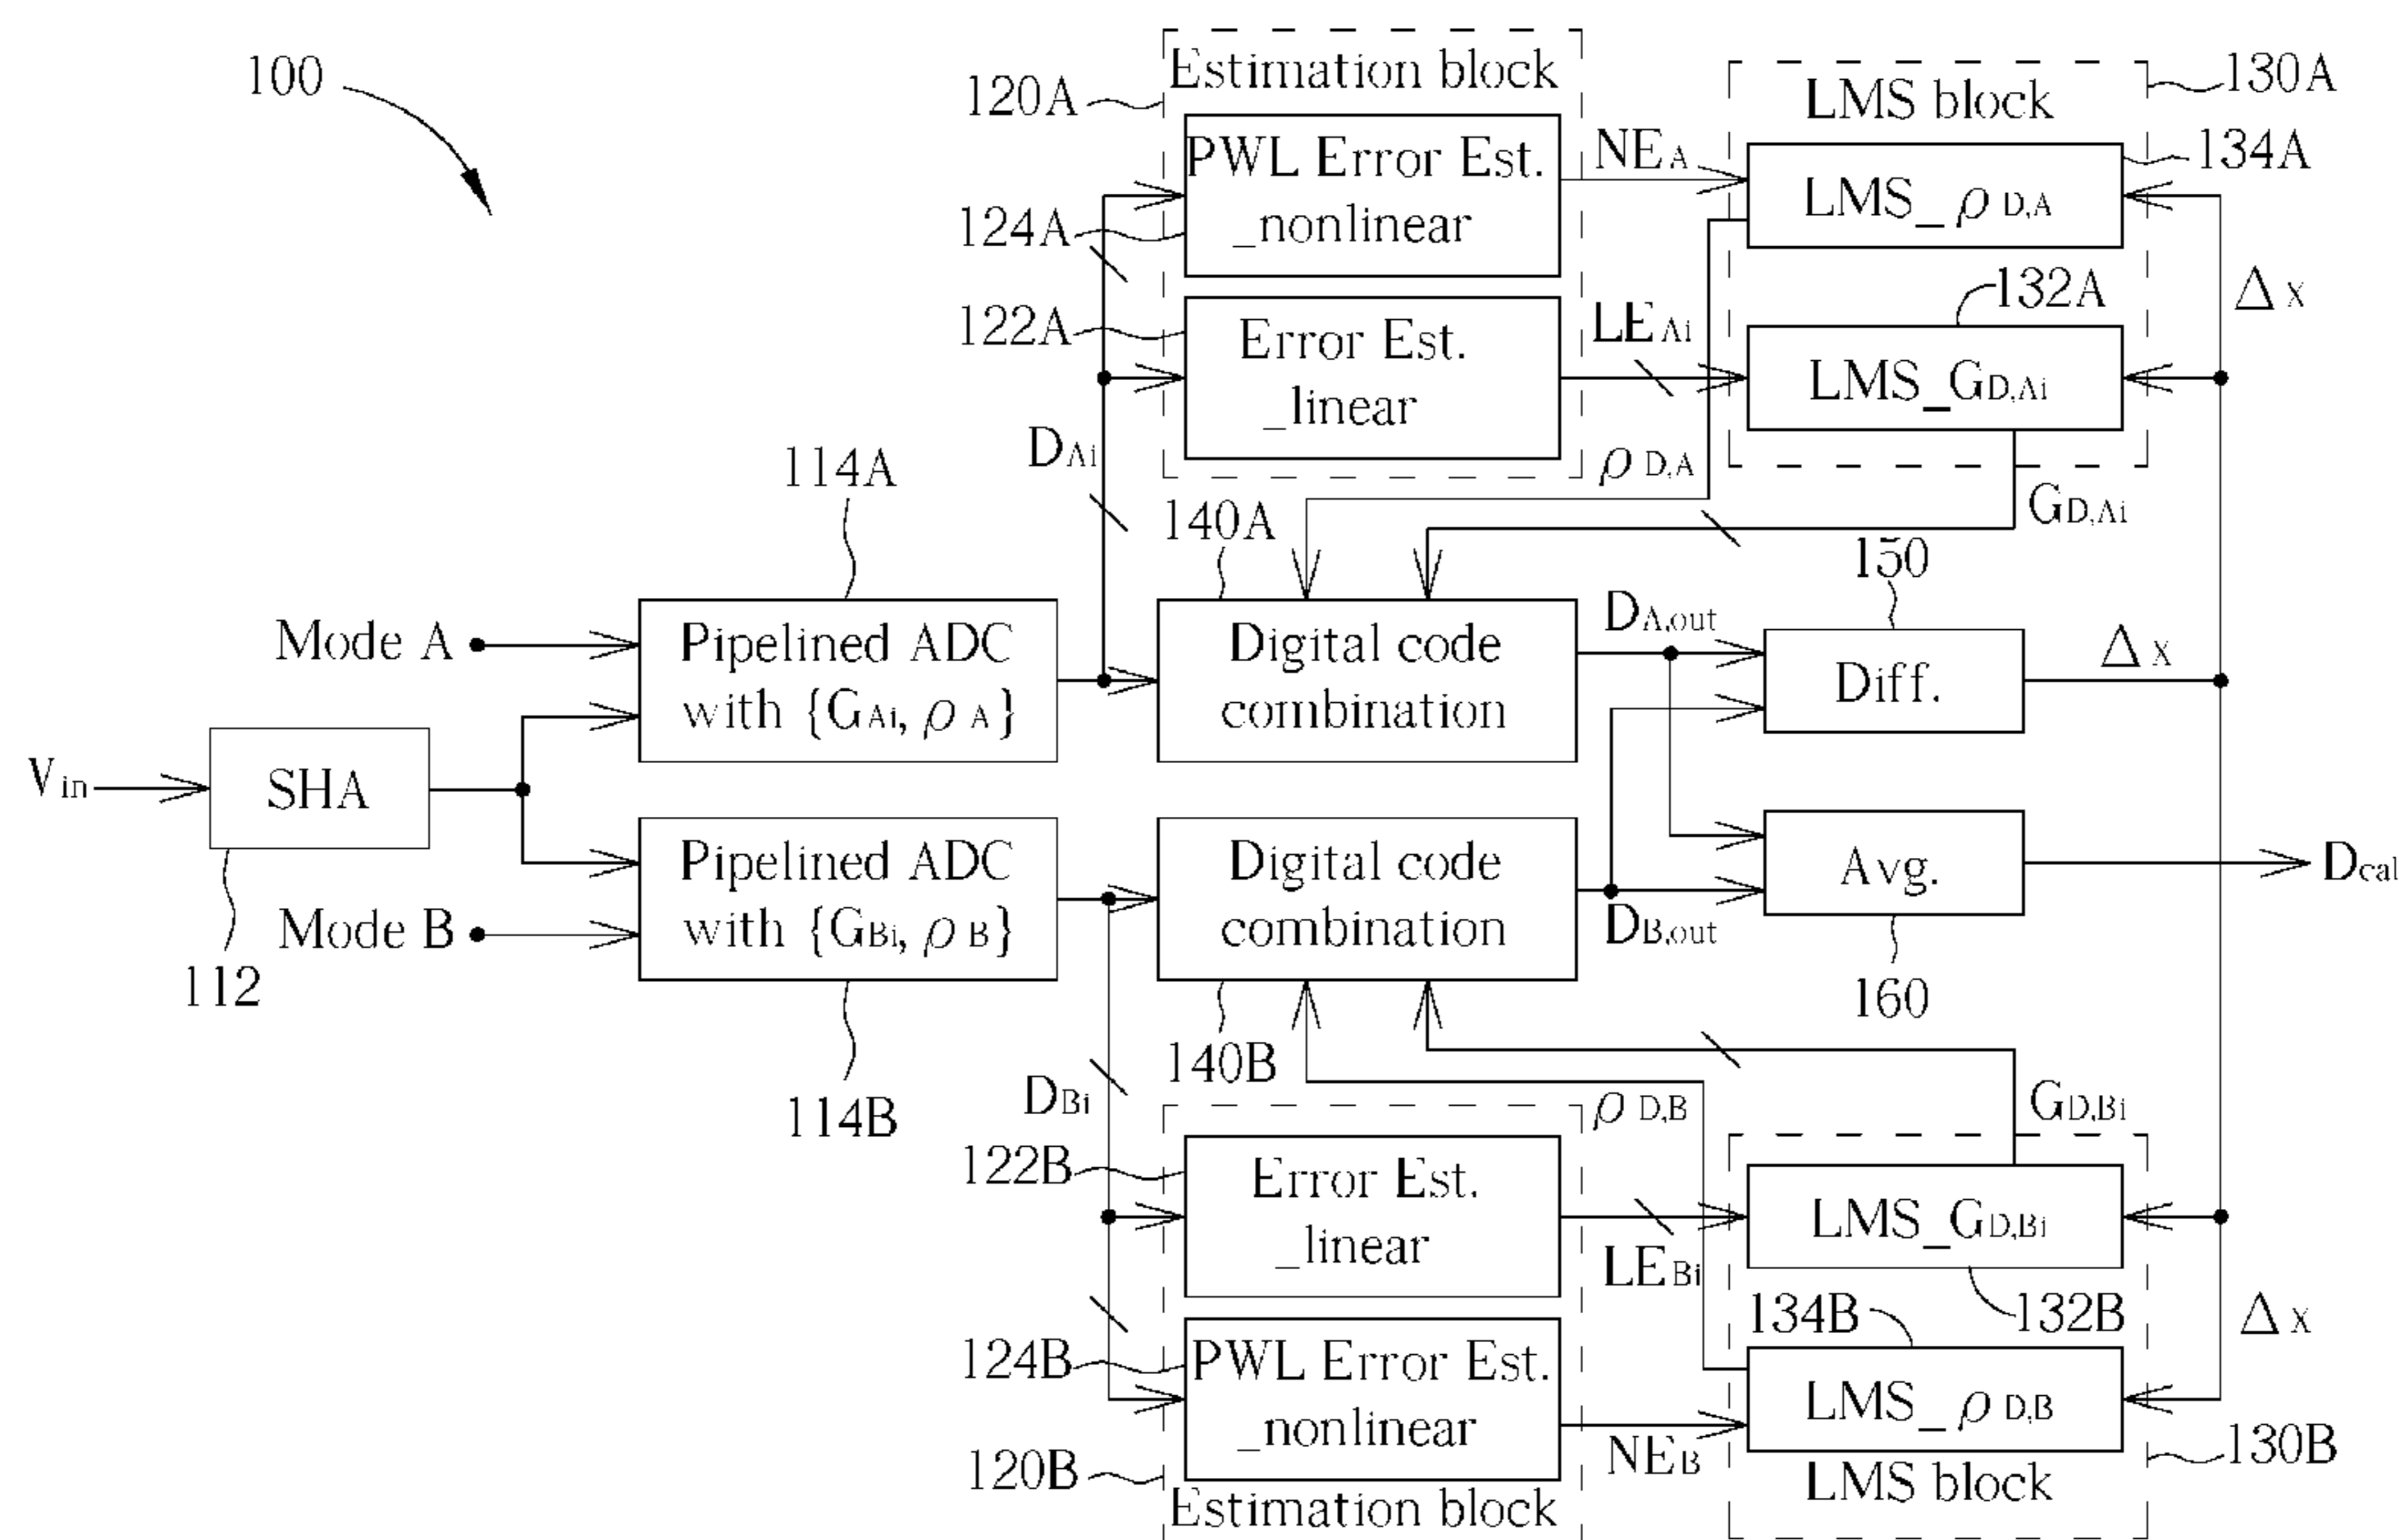 100
Estimation block
120A
PWL Error Est.
_nonlinear
124A
122A
Error Est.
_linear
NEA
LEAi
LMS block
130A
134A
LMS_ρD,A
132A
LMS_GD,Ai
Δx
DAi
ρD,A
GD,Ai
114A
140A
150
Mode A
Pipelined ADC
with {GAi, ρA}
Digital code
combination
DA,out
Diff.
Δx
Vin
SHA
112
Mode B
Pipelined ADC
with {GBi, ρB}
114B
Digital code
combination
140B
DB,out
Avg.
160
Dcal
DBi
ρD,B
GD,Bi
122B
Error Est.
_linear
LEBi
LMS_GD,Bi
132B
Δx
124B
PWL Error Est.
_nonlinear
NEB
134B
LMS_ρD,B
130B
LMS block
120B
Estimation block